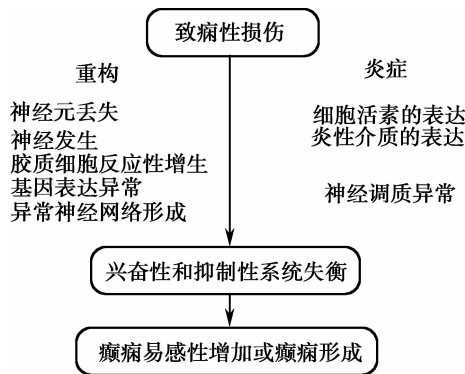 致痫性损伤
重构
神经元丢失
神经发生
胶质细胞反应性增生
基因表达异常
异常神经网络形成
炎症
细胞活素的表达
炎性介质的表达
神经调质异常
兴奋性和抑制性系统失衡
癫痫易感性增加或癫痫形成